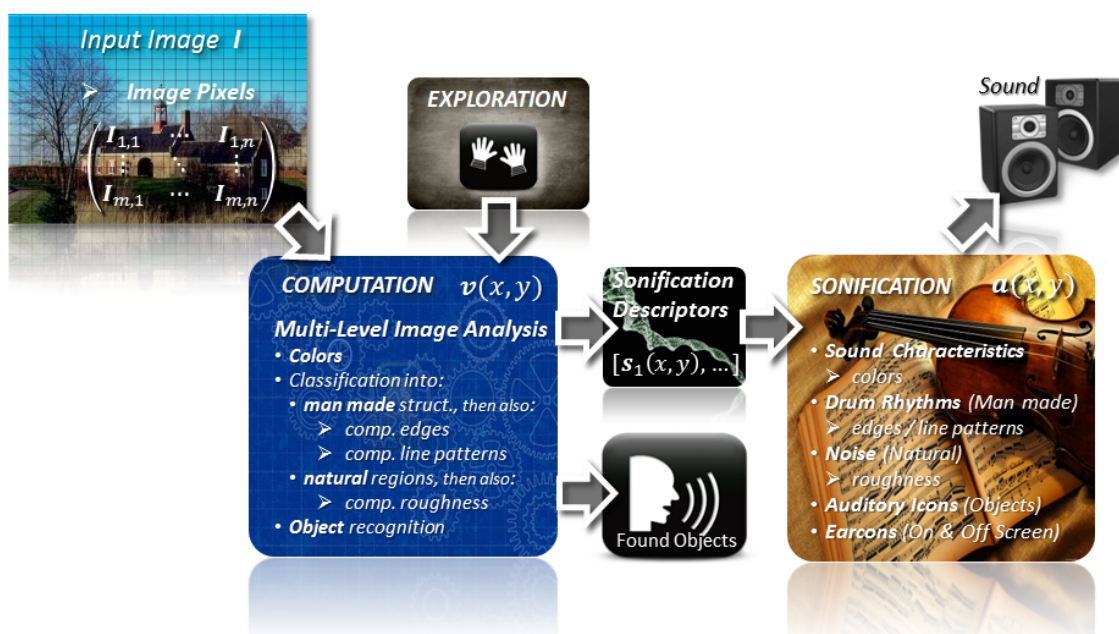 Input Image I
➢ Image Pixels
I1,1 ⋯ I1,n
⋮ ⋱ ⋮
Im,1 ⋯ Im,n
EXPLORATION
Sound
COMPUTATION v(x,y)
Multi-Level Image Analysis
• Colors
• Classification into:
• man made struct., then also:
➢ comp. edges
➢ comp. line patterns
• natural regions, then also:
➢ comp. roughness
• Object recognition
Sonification
Descriptors
[s1(x,y),…]
Found Objects
SONIFICATION a(x,y)
• Sound Characteristics
➢ colors
• Drum Rhythms (Man made)
➢ edges / line patterns
• Noise (Natural)
➢ roughness
• Auditory Icons (Objects)
• Earcons (On & Off Screen)